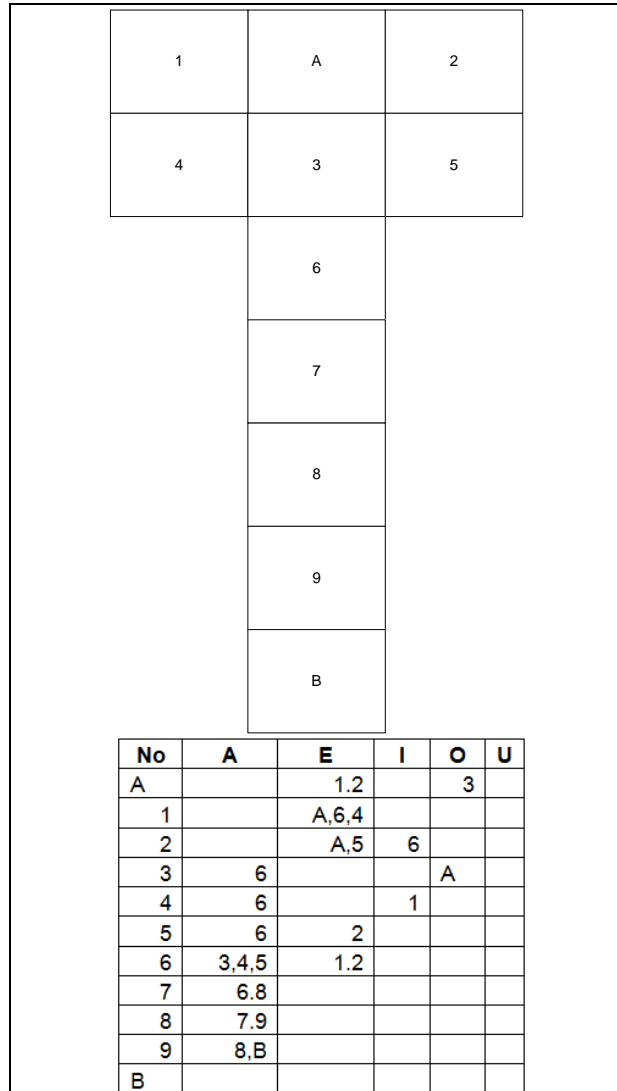 1 A 2
4 3 5
6
7
8
9
B
No A E I O U
A 1.2 3
1 A,6,4
2 A,5 6
3 6 A
4 6 1
5 6 2
6 3,4,5 1.2
7 6.8
8 7.9
9 8,B
B